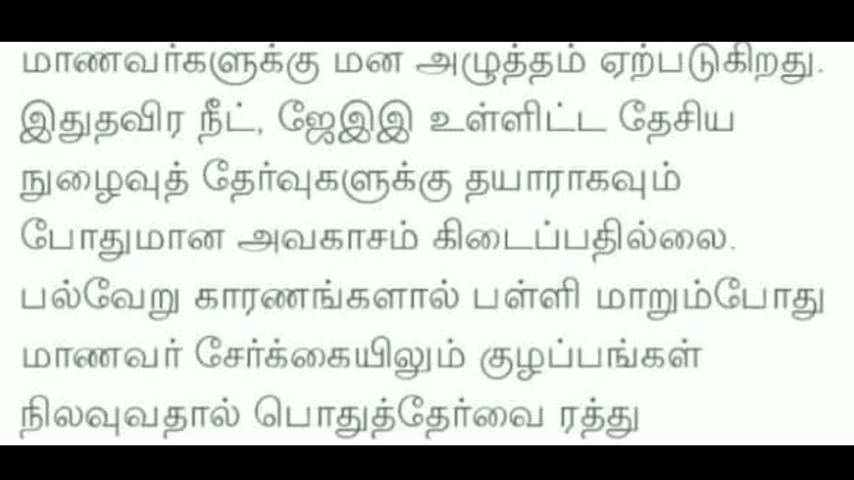 மாணவர்களுக்கு மன அழுத்தம் ஏற்படுகிறது.
இதுதவிர நீட், ஜேஇஇ உள்ளிட்ட தேசிய
நுழைவுத் தேர்வுகளுக்கு தயாராகவும்
போதுமான அவகாசம் கிடைப்பதில்லை.
பல்வேறு காரணங்களால் பள்ளி மாறும்போது
மாணவர் சேர்க்கையிலும் குழப்பங்கள்
நிலவுவதால் பொதுத்தேர்வை ரத்து